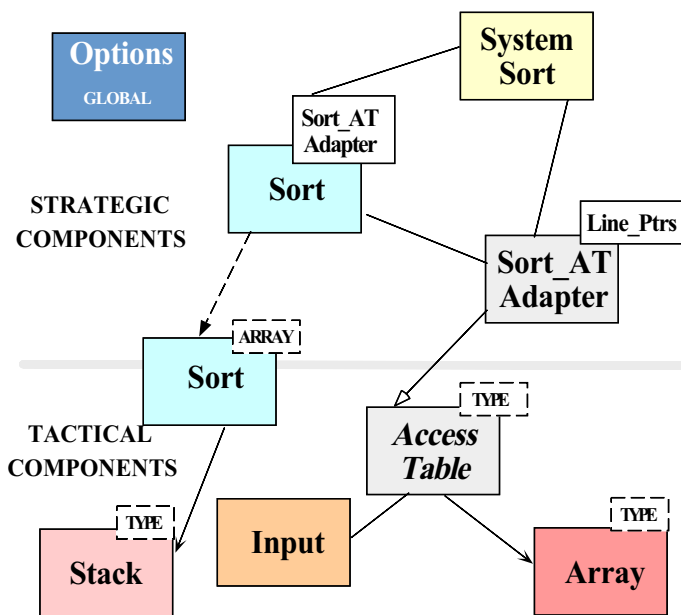 Options
GLOBAL
System
Sort
Sort_AT
Adapter
Sort
STRATEGIC
COMPONENTS
Line_Ptrs
Sort_AT
Adapter
ARRAY
Sort
TYPE
Access
Table
TACTICAL
COMPONENTS
TYPE
Stack
Input
TYPE
Array